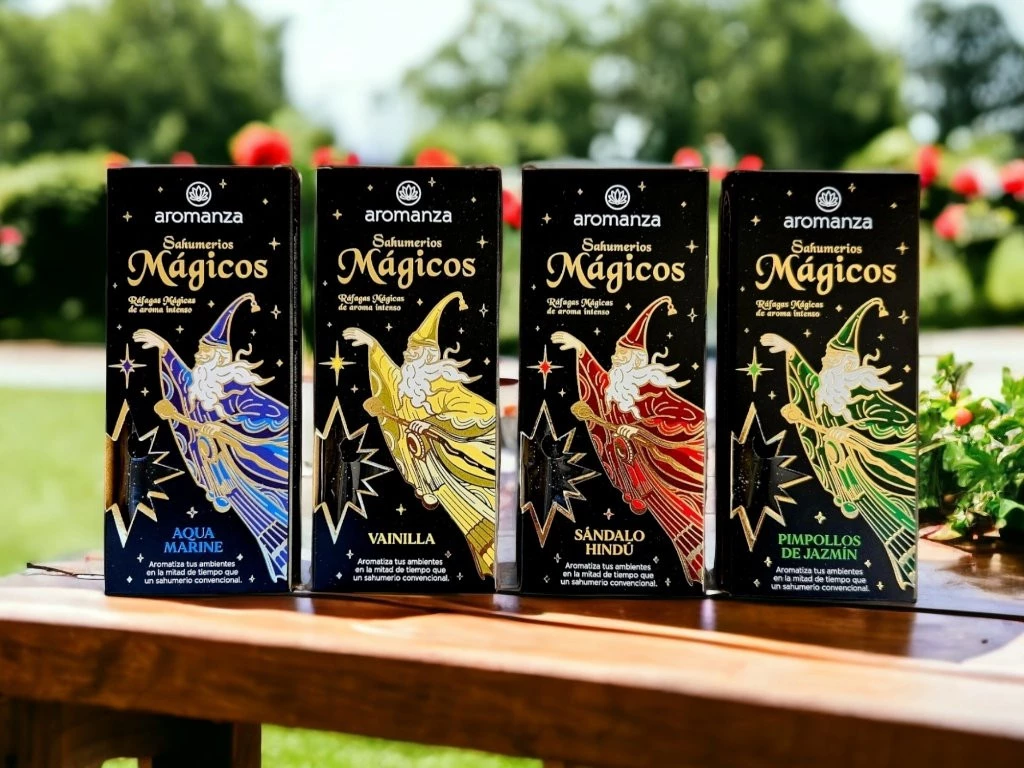 aromanza
Sahumerios
Mágicos
Ráfagas Mágicas
de aroma intenso
AQUA
MARINE
Aromatiza tus ambientes
en la mitad de tiempo que
un sahumerio convencional.
aromanza
Sahumerios
Mágicos
Ráfagas Mágicas
de aroma intenso
VAINILLA
Aromatiza tus ambientes
en la mitad de tiempo que
un sahumerio convencional.
aromanza
Sahumerios
Mágicos
Ráfagas Mágicas
de aroma intenso
SÁNDALO
HINDÚ
Aromatiza tus ambientes
en la mitad de tiempo que
un sahumerio convencional.
aromanza
Sahumerios
Mágicos
Ráfagas Mágicas
de aroma intenso
PIMPOLLOS
DE JAZMÍN
Aromatiza tus ambientes
en la mitad de tiempo que
un sahumerio convencional.